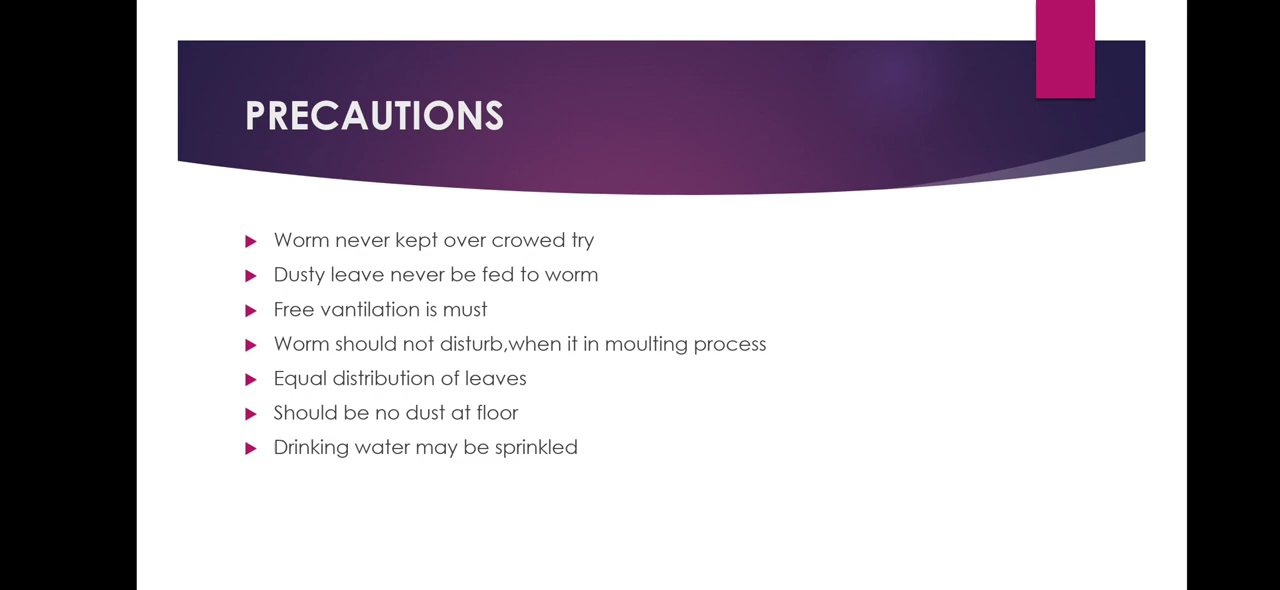 PRECAUTIONS
Worm never kept over crowed try
Dusty leave never be fed to worm
Free vantilation is must
Worm should not disturb,when it in moulting process
Equal distribution of leaves
Should be no dust at floor
Drinking water may be sprinkled